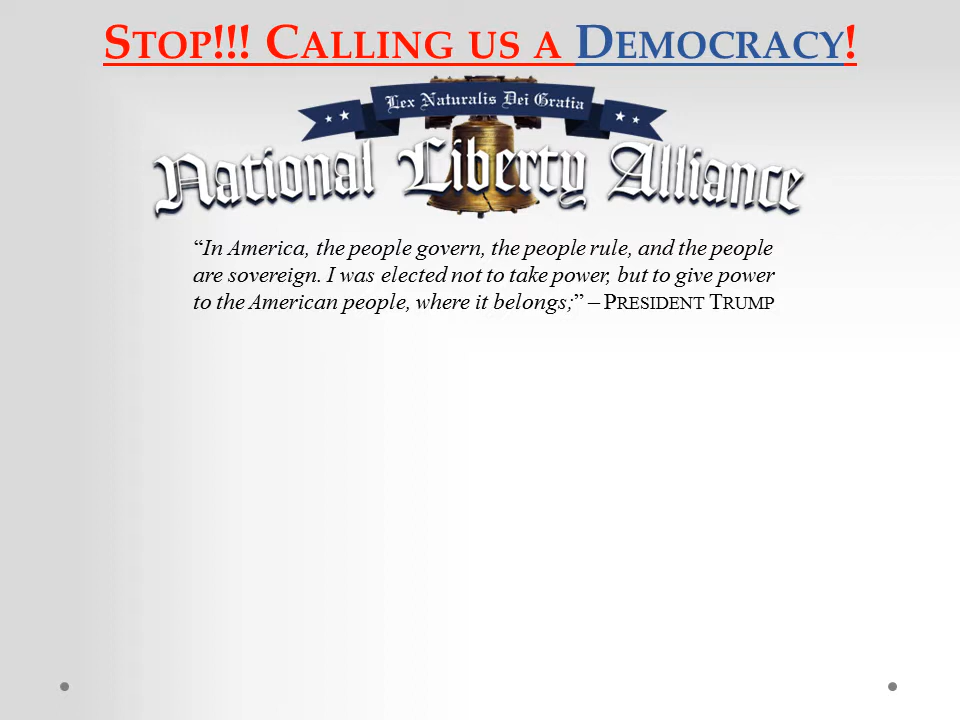 STOP!!! CALLING US A DEMOCRACY!
Lex Naturalis Dei Gratia
National Liberty Alliance
“In America, the people govern, the people rule, and the people
are sovereign. I was elected not to take power, but to give power
to the American people, where it belongs;” – PRESIDENT TRUMP